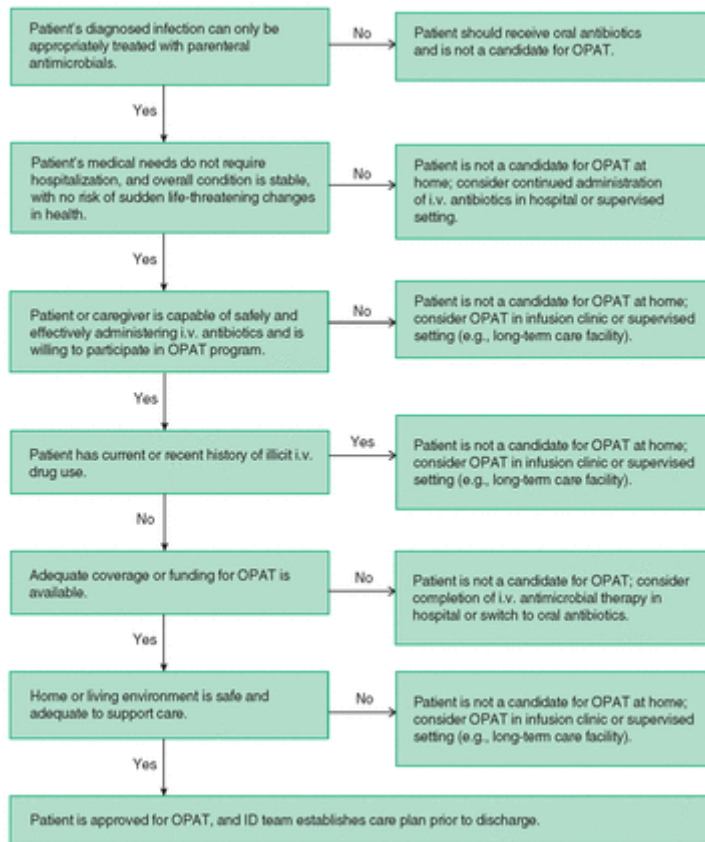 Patient's diagnosed infection can only be
appropriately treated with parenteral
antimicrobials.
No
Patient should receive oral antibiotics
and is not a candidate for OPAT.
Yes
Patient's medical needs do not require
hospitalization, and overall condition is stable,
with no risk of sudden life-threatening changes
in health.
No
Patient is not a candidate for OPAT at
home; consider continued administration
of i.v. antibiotics in hospital or supervised
setting.
Yes
Patient or caregiver is capable of safely and
effectively administering i.v. antibiotics and is
willing to participate in OPAT program.
No
Patient is not a candidate for OPAT at home;
consider OPAT in infusion clinic or supervised
setting (e.g., long-term care facility).
Yes
Patient has current or recent history of illicit i.v.
drug use.
Yes
Patient is not a candidate for OPAT at home;
consider OPAT in infusion clinic or supervised
setting (e.g., long-term care facility).
No
Adequate coverage or funding for OPAT is
available.
No
Patient is not a candidate for OPAT; consider
completion of i.v. antimicrobial therapy in
hospital or switch to oral antibiotics.
Yes
Home or living environment is safe and
adequate to support care.
No
Patient is not a candidate for OPAT at home;
consider OPAT in infusion clinic or supervised
setting (e.g., long-term care facility).
Yes
Patient is approved for OPAT, and ID team establishes care plan prior to discharge.